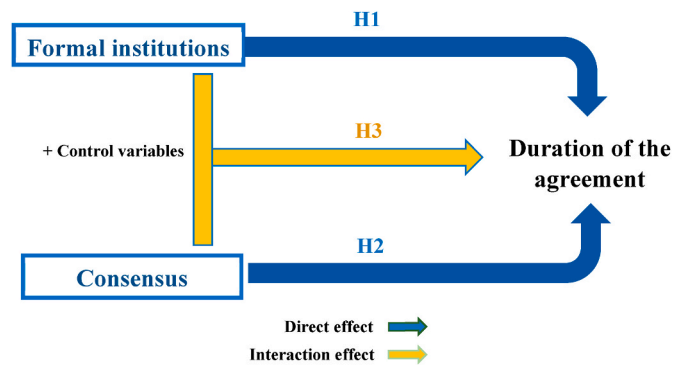 H1
Formal institutions
H3
+ Control variables
Duration of the
agreement
H2
Consensus
Direct effect
Interaction effect